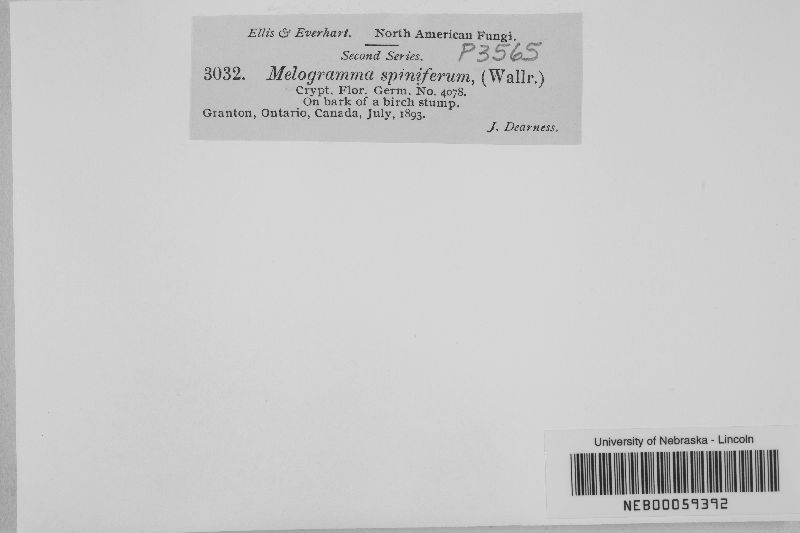 Ellis & Everhart. North American Fungi.
Second Series. P3565
3032. Melogramma spiniferum, (Wallr.)
Crypt. Flor. Germ. No. 4078.
On bark of a birch stump.
Granton, Ontario, Canada, July, 1893.
J. Dearness.
University of Nebraska - Lincoln
NEB00059392